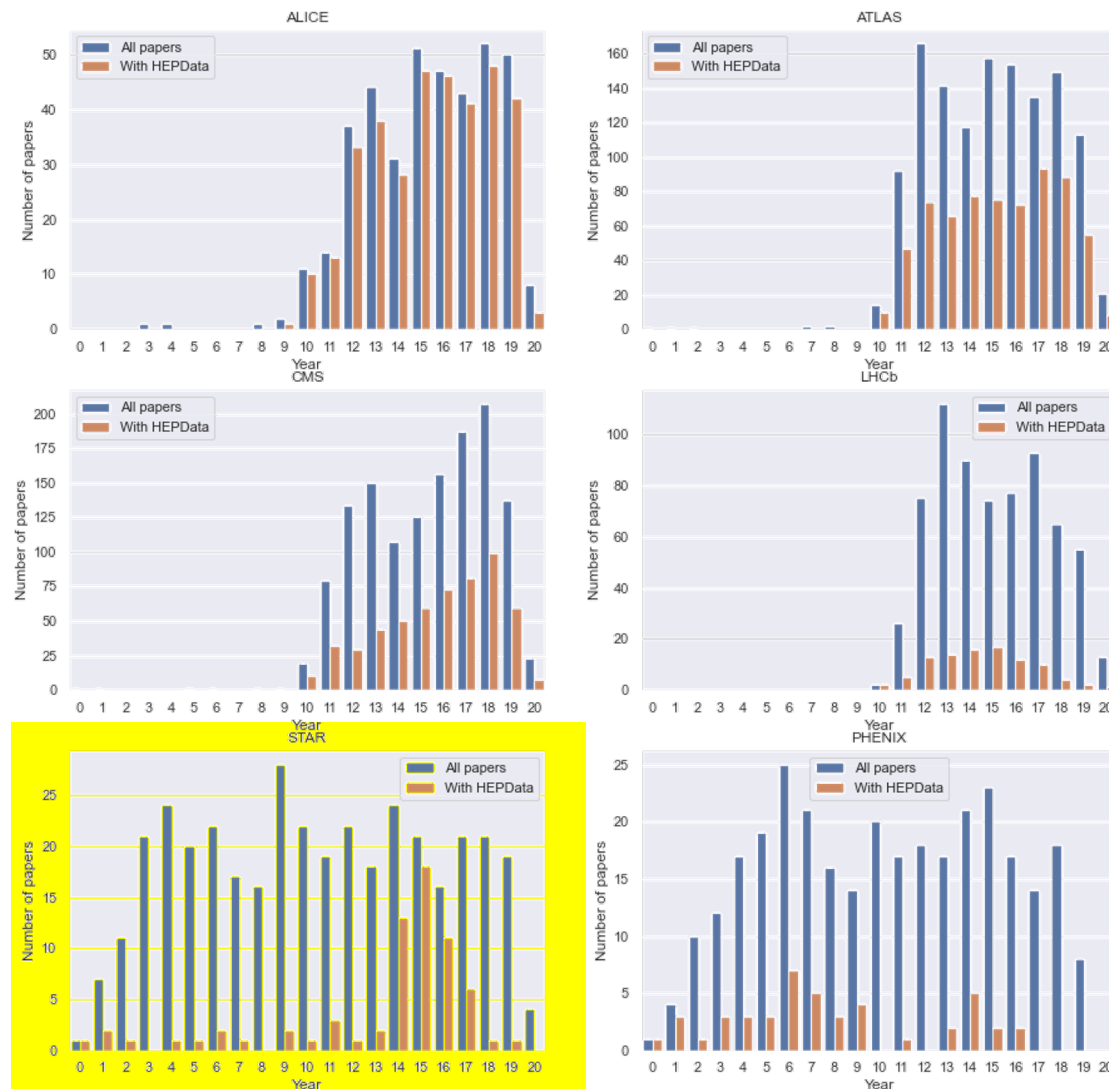 ALICE
All papers
With HEPData
Number of papers
50
40
30
20
10
0
0 1 2 3 4 5 6 7 8 9 10 11 12 13 14 15 16 17 18 19 20
Year
ATLAS
All papers
With HEPData
Number of papers
160
140
120
100
80
60
40
20
0
0 1 2 3 4 5 6 7 8 9 10 11 12 13 14 15 16 17 18 19 20
Year
CMS
All papers
With HEPData
Number of papers
200
175
150
125
100
75
50
25
0
0 1 2 3 4 5 6 7 8 9 10 11 12 13 14 15 16 17 18 19 20
Year
LHCb
All papers
With HEPData
Number of papers
100
80
60
40
20
0
0 1 2 3 4 5 6 7 8 9 10 11 12 13 14 15 16 17 18 19 20
Year
STAR
All papers
With HEPData
Number of papers
25
20
15
10
5
0
0 1 2 3 4 5 6 7 8 9 10 11 12 13 14 15 16 17 18 19 20
Year
PHENIX
All papers
With HEPData
Number of papers
25
20
15
10
5
0
0 1 2 3 4 5 6 7 8 9 10 11 12 13 14 15 16 17 18 19 20
Year